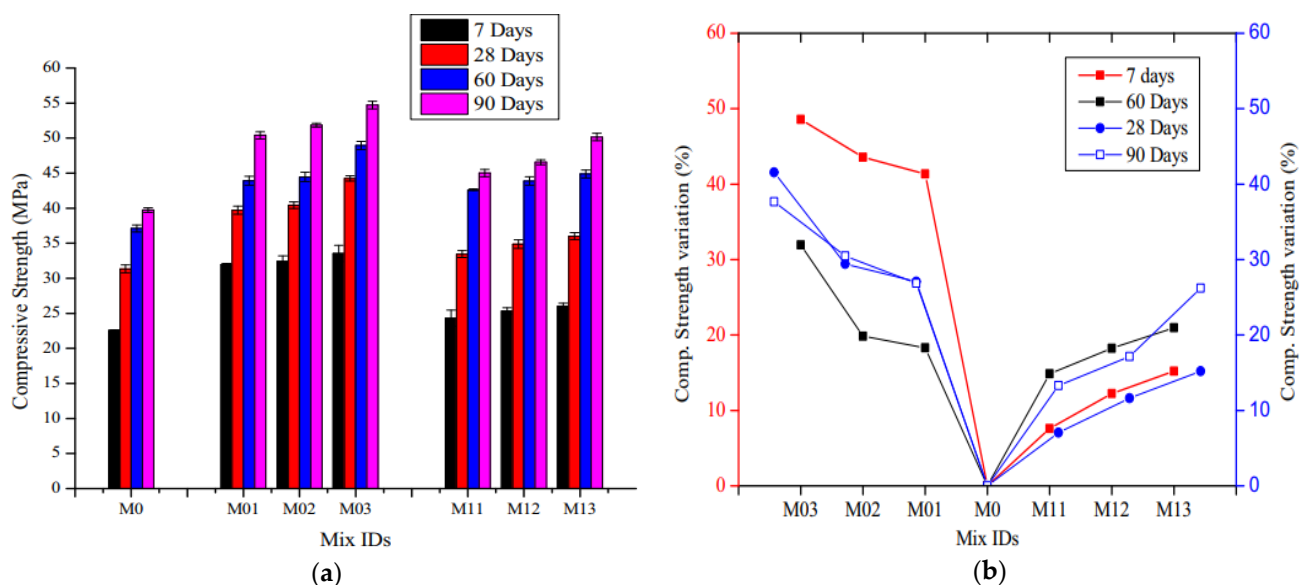 7 Days
28 Days
60 Days
90 Days
60
55
50
45
40
35
30
25
20
15
10
5
0
Compressive Strength (MPa)
M0 M01 M02 M03 M11 M12 M13
Mix IDs
(a)
60
50
40
30
20
10
0
Comp. Strength variation (%)
7 days
60 Days
28 Days
90 Days
60
50
40
30
20
10
0
Comp. Strength variation (%)
M03 M02 M01 M0 M11 M12 M13
Mix IDs
(b)